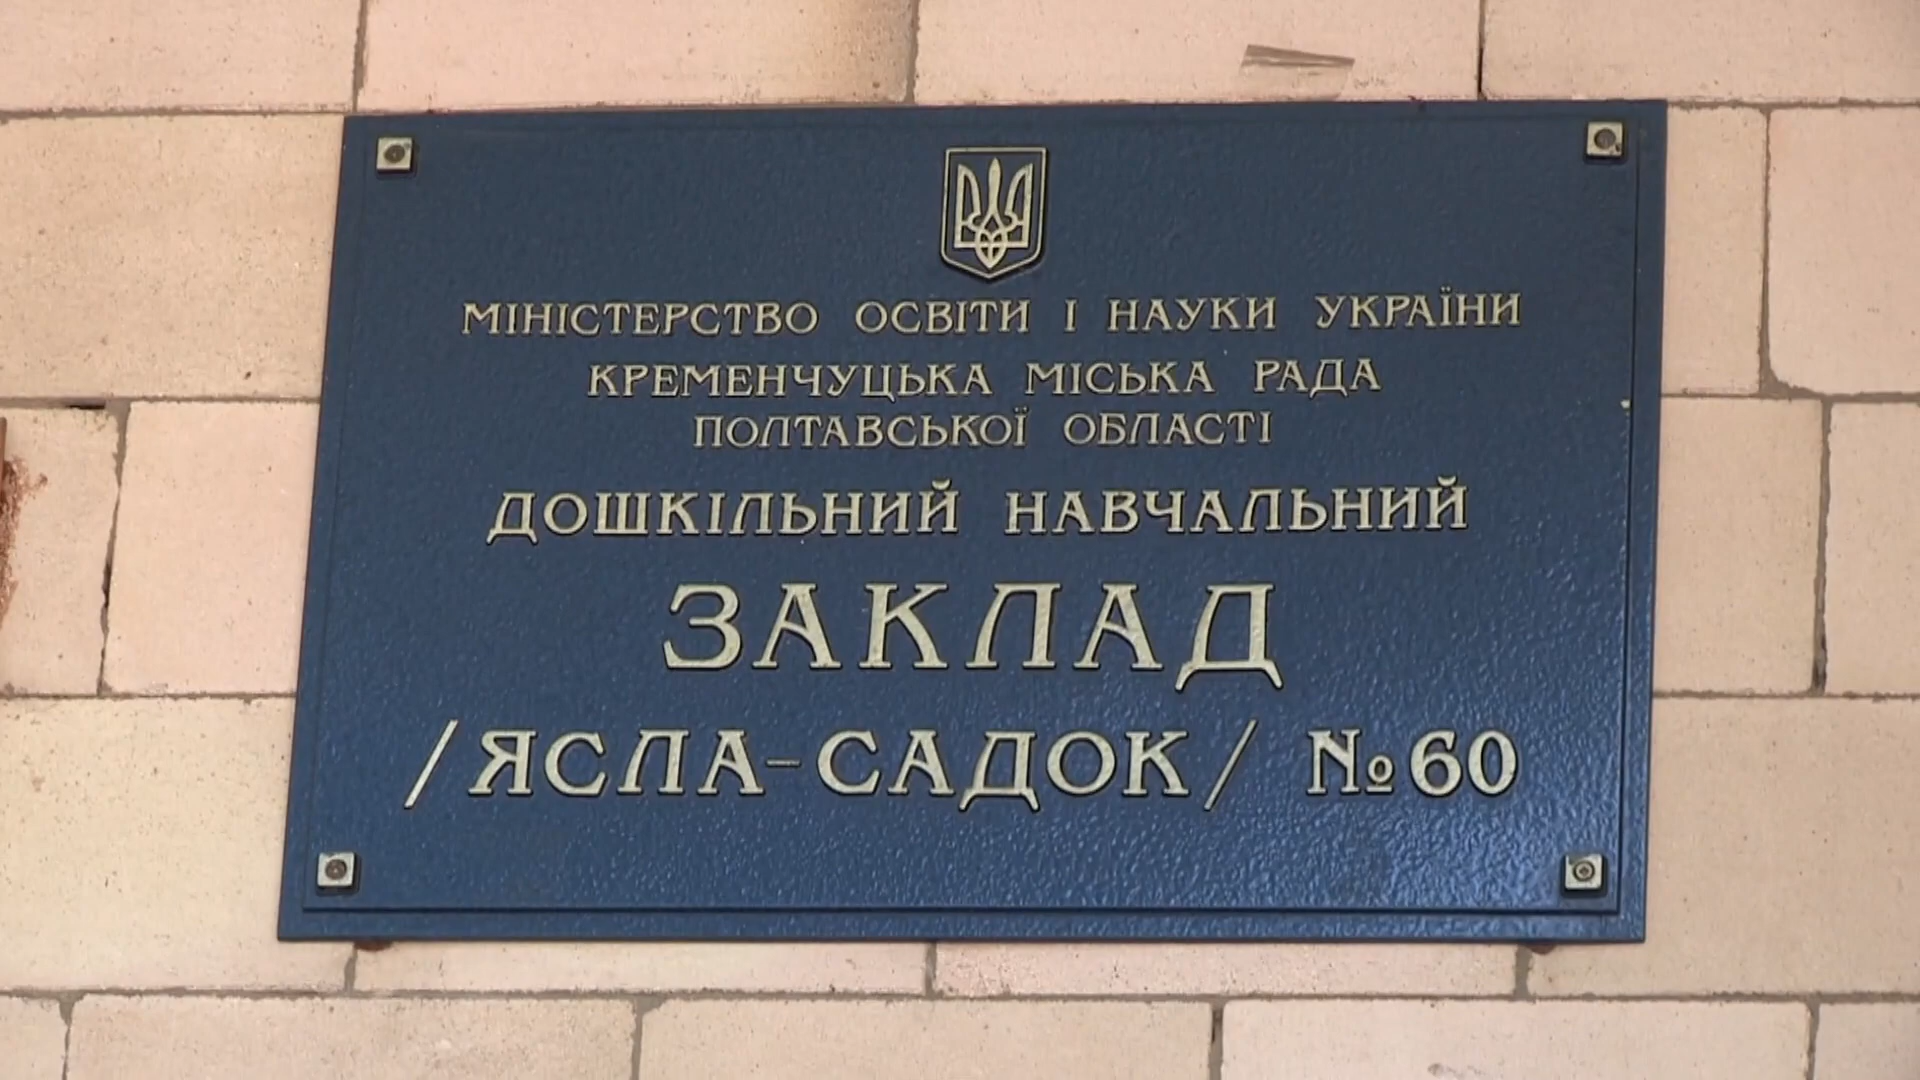 МІНІСТЕРСТВО ОСВІТИ І НАУКИ УКРАЇНИ
КРЕМЕНЧУЦЬКА МІСЬКА РАДА
ПОЛТАВСЬКОЇ ОБЛАСТІ
ДОШКІЛЬНИЙ НАВЧАЛЬНИЙ
ЗАКЛАД
/ЯСЛА-САДОК/ №60